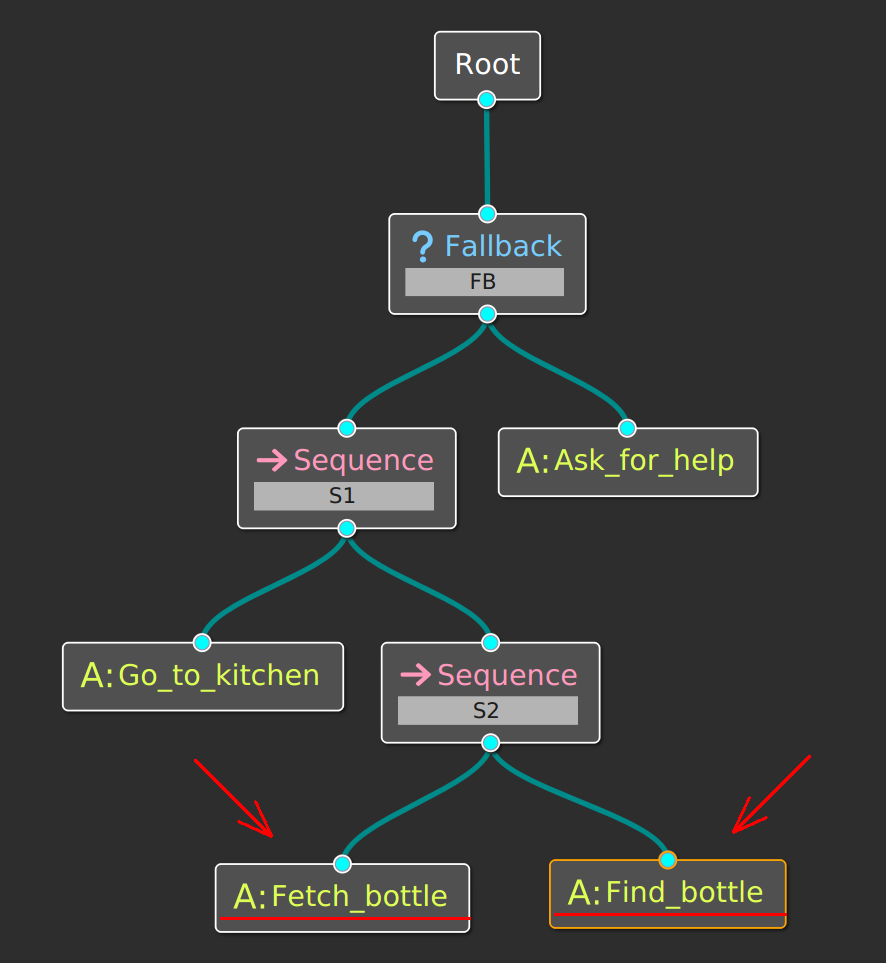 Root
? Fallback
FB
Sequence
S1
A: Ask_for_help
A: Go_to_kitchen
Sequence
S2
A: Fetch_bottle
A: Find_bottle